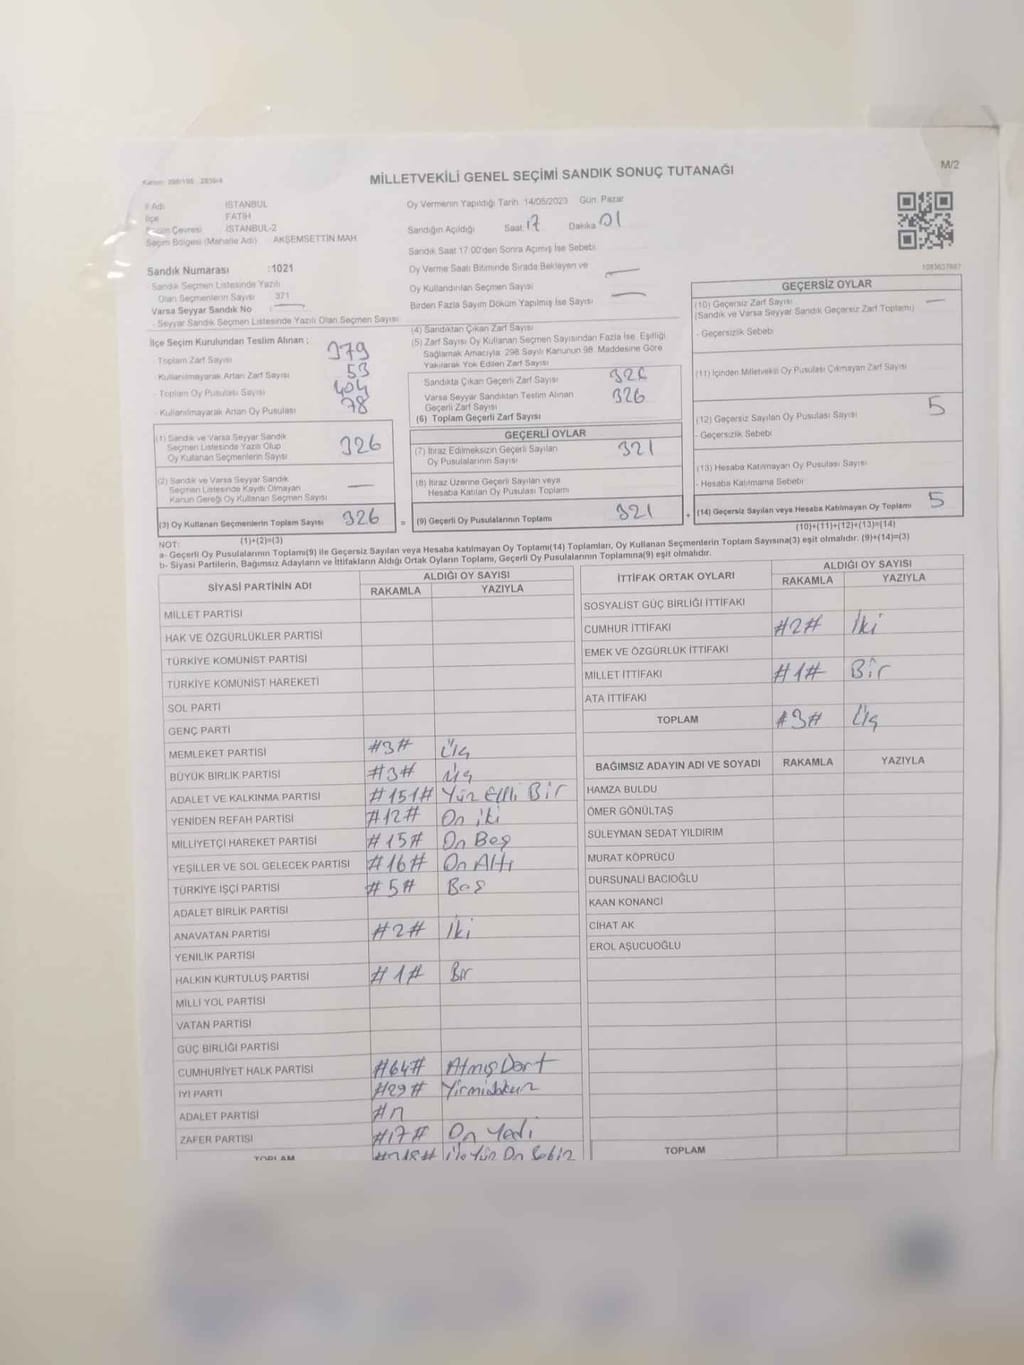 MİLLETVEKİLİ GENEL SEÇİMİ SANDIK SONUÇ TUTANAĞI
M/2
İl Adı İSTANBUL
İlçe FATİH
Seçim Çevresi İSTANBUL-2
Seçim Bölgesi (Mahalle Adı) AKŞEMSETTİN MAH.
Sandık Numarası :1021
Sandık Seçmen Listesinde Yazılı
Olan Seçmenlerin Sayısı 371
Varsa Seyyar Sandık No :
- Seyyar Sandık Seçmen Listesinde Yazılı Olan Seçmen Sayısı
Oy Vermenin Yapıldığı Tarih 14/05/2023 Gün Pazar
Sandığın Açıldığı Saat 17 Dakika 01
Sandık Saat 17:00'den Sonra Açılmış İse Sebebi
Oy Verme Saati Bitiminde Sırada Bekleyen ve
Oy Kullandırılan Seçmen Sayısı
Birden Fazla Sayım Döküm Yapılmış İse Sayısı
İlçe Seçim Kurulundan Teslim Alınan ;
- Toplam Zarf Sayısı 379
- Kullanılmayarak Artan Zarf Sayısı 53
- Toplam Oy Pusulası Sayısı 404
- Kullanılmayarak Artan Oy Pusulası 78
(1) Sandık ve Varsa Seyyar Sandık
Seçmen Listesinde Yazılı Olup
Oy Kullanan Seçmenlerin Sayısı 326
(2) Sandık ve Varsa Seyyar Sandık
Seçmen Listesinde Kayıtlı Olmayan
Kanun Gereği Oy Kullanan Seçmen Sayısı —
(3) Oy Kullanan Seçmenlerin Toplam Sayısı 326
(1)+(2)=(3)
(4) Sandıktan Çıkan Zarf Sayısı
(5) Zarf Sayısı Oy Kullanan Seçmen Sayısından Fazla İse, Eşitliği
Sağlamak Amacıyla 298 Sayılı Kanunun 98. Maddesine Göre
Yakılarak Yok Edilen Zarf Sayısı
Sandıkta Çıkan Geçerli Zarf Sayısı 326
Varsa Seyyar Sandıktan Teslim Alınan
Geçerli Zarf Sayısı 326
(6) Toplam Geçerli Zarf Sayısı
GEÇERLİ OYLAR
(7) İtiraz Edilmeksizin Geçerli Sayılan
Oy Pusulalarının Sayısı 321
(8) İtiraz Üzerine Geçerli Sayılan veya
Hesaba Katılan Oy Pusulası Toplamı
(9) Geçerli Oy Pusulalarının Toplamı 321
GEÇERSİZ OYLAR
(10) Geçersiz Zarf Sayısı —
(Sandık ve Varsa Seyyar Sandık Geçersiz Zarf Toplamı)
- Geçersizlik Sebebi
(11) İçinden Milletvekili Oy Pusulası Çıkmayan Zarf Sayısı
(12) Geçersiz Sayılan Oy Pusulası Sayısı 5
- Geçersizlik Sebebi
(13) Hesaba Katılmayan Oy Pusulası Sayısı
- Hesaba Katılmama Sebebi
(14) Geçersiz Sayılan veya Hesaba Katılmayan Oy Toplamı 5
(10)+(11)+(12)+(13)=(14)
NOT:
a- Geçerli Oy Pusulalarının Toplamı(9) ile Geçersiz Sayılan veya Hesaba katılmayan Oy Toplamı(14) Toplamları, Oy Kullanan Seçmenlerin Toplam Sayısına(3) eşit olmalıdır. (9)+(14)=(3)
b- Siyasi Partilerin, Bağımsız Adayların ve İttifakların Aldığı Ortak Oyların Toplamı, Geçerli Oy Pusulalarının Toplamına(9) eşit olmalıdır.
SİYASİ PARTİNİN ADI ALDIĞI OY SAYISI
RAKAMLA YAZIYLA
MİLLET PARTİSİ
HAK VE ÖZGÜRLÜKLER PARTİSİ
TÜRKİYE KOMÜNİST PARTİSİ
TÜRKİYE KOMÜNİST HAREKETİ
SOL PARTİ
GENÇ PARTİ
MEMLEKET PARTİSİ #3# Üç
BÜYÜK BİRLİK PARTİSİ #3# Üç
ADALET VE KALKINMA PARTİSİ #151# Yüz Elli Bir
YENİDEN REFAH PARTİSİ #12# On iki
MİLLİYETÇİ HAREKET PARTİSİ #15# On Beş
YEŞİLLER VE SOL GELECEK PARTİSİ #16# On Altı
TÜRKİYE İŞÇİ PARTİSİ #5# Beş
ADALET BİRLİK PARTİSİ
ANAVATAN PARTİSİ #2# İki
YENİLİK PARTİSİ
HALKIN KURTULUŞ PARTİSİ #1# Bir
MİLLİ YOL PARTİSİ
VATAN PARTİSİ
GÜÇ BİRLİĞİ PARTİSİ
CUMHURİYET HALK PARTİSİ #64# Atmış Dört
İYİ PARTİ #29# Yirmidokuz
ADALET PARTİSİ
ZAFER PARTİSİ #17# On Yedi
TOPLAM #318# On Sekiz
İTTİFAK ORTAK OYLARI ALDIĞI OY SAYISI
RAKAMLA YAZIYLA
SOSYALİST GÜÇ BİRLİĞİ İTTİFAKI
CUMHUR İTTİFAKI #2# İki
EMEK VE ÖZGÜRLÜK İTTİFAKI
MİLLET İTTİFAKI #1# Bir
ATA İTTİFAKI
TOPLAM #3# Üç
BAĞIMSIZ ADAYIN ADI VE SOYADI RAKAMLA YAZIYLA
HAMZA BULDU
ÖMER GÖNÜLTAŞ
SÜLEYMAN SEDAT YILDIRIM
MURAT KÖPRÜCÜ
DURSUNALİ BACIOĞLU
KAAN KONANCİ
CİHAT AK
EROL AŞUCUOĞLU
TOPLAM